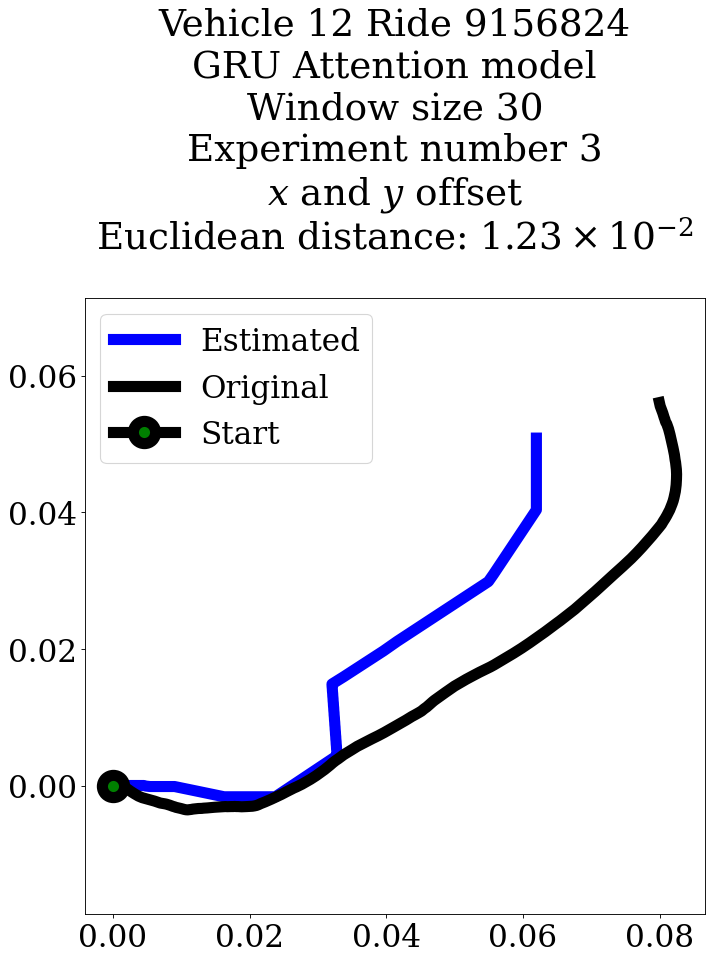 Vehicle 12 Ride 9156824
GRU Attention model
Window size 30
Experiment number 3
x and y offset
Euclidean distance: 1.23 × 10⁻²
Estimated
Original
Start
0.06
0.04
0.02
0.00
0.00 0.02 0.04 0.06 0.08